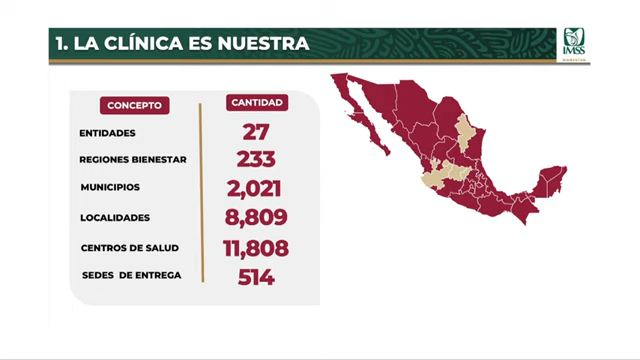 1. LA CLÍNICA ES NUESTRA
IMSS
BIENESTAR
CONCEPTO CANTIDAD
ENTIDADES 27
REGIONES BIENESTAR 233
MUNICIPIOS 2,021
LOCALIDADES 8,809
CENTROS DE SALUD 11,808
SEDES DE ENTREGA 514